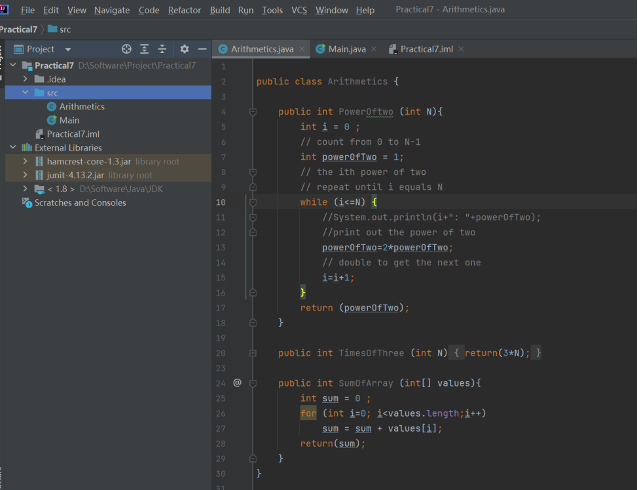 File Edit View Navigate Code Refactor Build Run Tools VCS Window Help Practical7 - Arithmetics.java
Practical7 src
Project
Arithmetics.java Main.java Practical7.iml
Practical7 D:\Software\Project\Practical7
.idea
src
Arithmetics
Main
Practical7.iml
External Libraries
hamcrest-core-1.3.jar library root
junit-4.13.2.jar library root
< 1.8 > D:\Software\Java\JDK
Scratches and Consoles
1
2 public class Arithmetics {
3
4 public int PowerOftwo (int N){
5 int i = 0 ;
6 // count from 0 to N-1
7 int powerOfTwo = 1;
8 // the ith power of two
9 // repeat until i equals N
10 while (i<=N) {
11 //System.out.println(i+": "+powerOfTwo);
12 //print out the power of two
13 powerOfTwo=2*powerOfTwo;
14 // double to get the next one
15 i=i+1;
16 }
17 return (powerOfTwo);
18 }
19
20 public int TimesOfThree (int N) { return(3*N); }
23
24 @ public int SumOfArray (int[] values){
25 int sum = 0 ;
26 for (int i=0; i<values.length;i++)
27 sum = sum + values[i];
28 return(sum);
29 }
30 }
31